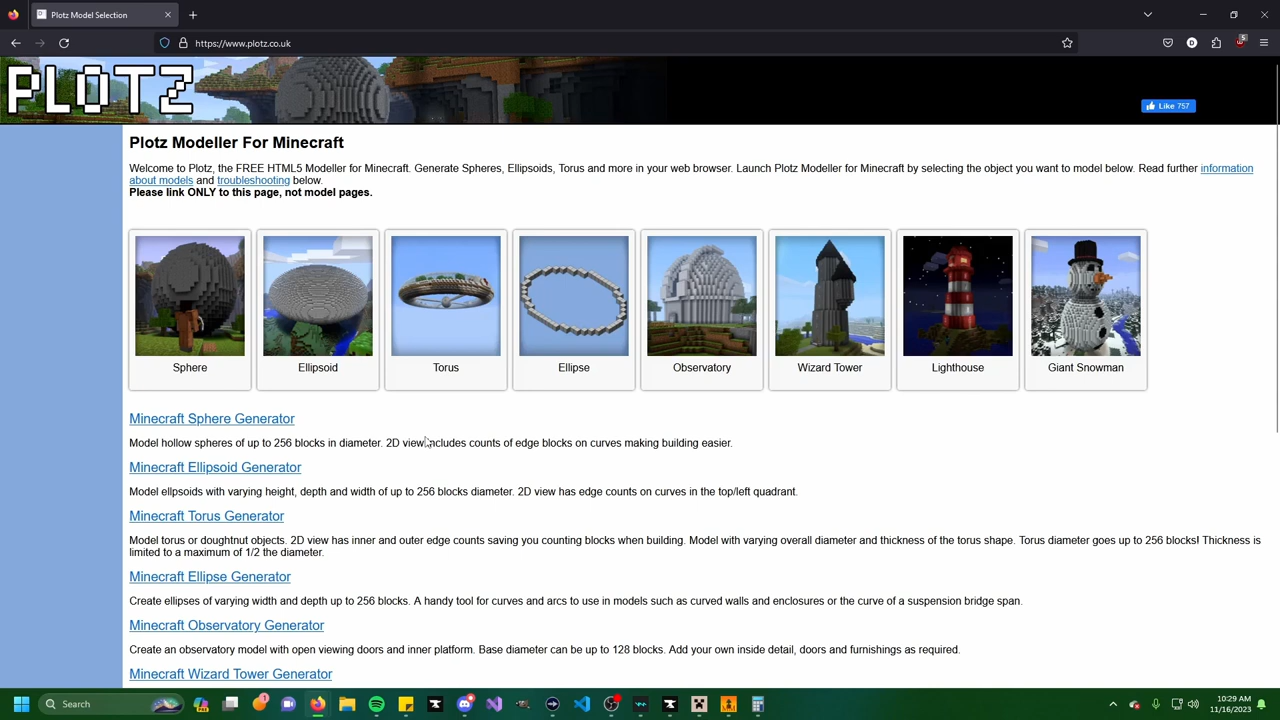 Plotz Model Selection
https://www.plotz.co.uk
5
PLOTZ
Like 757
Plotz Modeller For Minecraft
Welcome to Plotz, the FREE HTML5 Modeller for Minecraft. Generate Spheres, Ellipsoids, Torus and more in your web browser. Launch Plotz Modeller for Minecraft by selecting the object you want to model below. Read further information
about models and troubleshooting below.
Please link ONLY to this page, not model pages.
Sphere
Ellipsoid
Torus
Ellipse
Observatory
Wizard Tower
Lighthouse
Giant Snowman
Minecraft Sphere Generator
Model hollow spheres of up to 256 blocks in diameter. 2D view includes counts of edge blocks on curves making building easier.
Minecraft Ellipsoid Generator
Model ellpsoids with varying height, depth and width of up to 256 blocks diameter. 2D view has edge counts on curves in the top/left quadrant.
Minecraft Torus Generator
Model torus or doughtnut objects. 2D view has inner and outer edge counts saving you counting blocks when building. Model with varying overall diameter and thickness of the torus shape. Torus diameter goes up to 256 blocks! Thickness is
limited to a maximum of 1/2 the diameter.
Minecraft Ellipse Generator
Create ellipses of varying width and depth up to 256 blocks. A handy tool for curves and arcs to use in models such as curved walls and enclosures or the curve of a suspension bridge span.
Minecraft Observatory Generator
Create an observatory model with open viewing doors and inner platform. Base diameter can be up to 128 blocks. Add your own inside detail, doors and furnishings as required.
Minecraft Wizard Tower Generator
Search
10:29 AM
11/16/2023